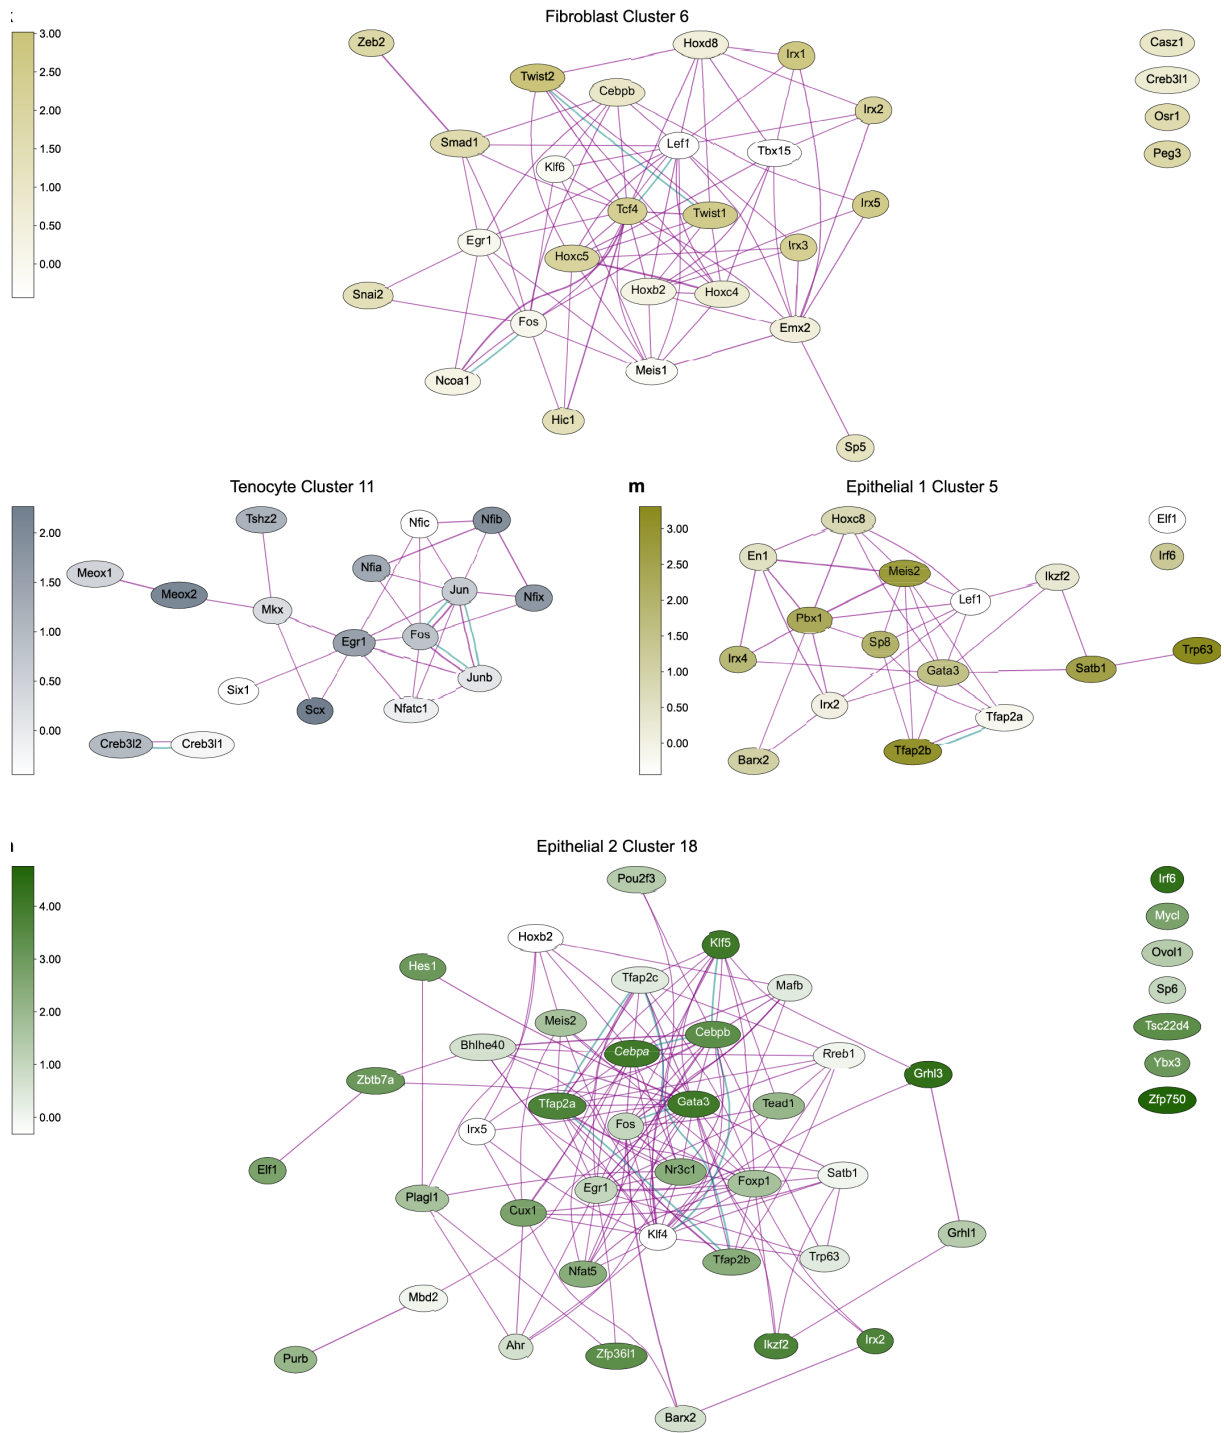 Fibroblast Cluster 6
3.00
2.50
2.00
1.50
1.00
0.50
0.00
Zeb2
Hoxd8
Irx1
Twist2
Cebpb
Irx2
Smad1
Lef1
Tbx15
Klf6
Tcf4
Twist1
Irx5
Egr1
Hoxc5
Irx3
Snai2
Hoxb2
Hoxc4
Fos
Emx2
Ncoa1
Meis1
Hic1
Sp5
Casz1
Creb3l1
Osr1
Peg3
Tenocyte Cluster 11
2.00
1.50
1.00
0.50
0.00
Tshz2
Nfic
Nfib
Meox1
Nfia
Meox2
Jun
Nfix
Mkx
Egr1
Fos
Six1
Junb
Scx
Nfatc1
Creb3l2
Creb3l1
m
Epithelial 1 Cluster 5
3.00
2.50
2.00
1.50
1.00
0.50
0.00
Hoxc8
En1
Meis2
Ikzf2
Lef1
Pbx1
Sp8
Irx4
Gata3
Satb1
Trp63
Irx2
Tfap2a
Barx2
Tfap2b
Elf1
Irf6
Epithelial 2 Cluster 18
4.00
3.00
2.00
1.00
0.00
Pou2f3
Hoxb2
Klf5
Hes1
Tfap2c
Mafb
Meis2
Cebpb
Bhlhe40
Cebpa
Rreb1
Zbtb7a
Grhl3
Tfap2a
Gata3
Tead1
Fos
Irx5
Elf1
Nr3c1
Satb1
Plagl1
Egr1
Foxp1
Cux1
Klf4
Grhl1
Nfat5
Tfap2b
Trp63
Mbd2
Purb
Ahr
Zfp36l1
Ikzf2
Irx2
Barx2
Irf6
Mycl
Ovol1
Sp6
Tsc22d4
Ybx3
Zfp750